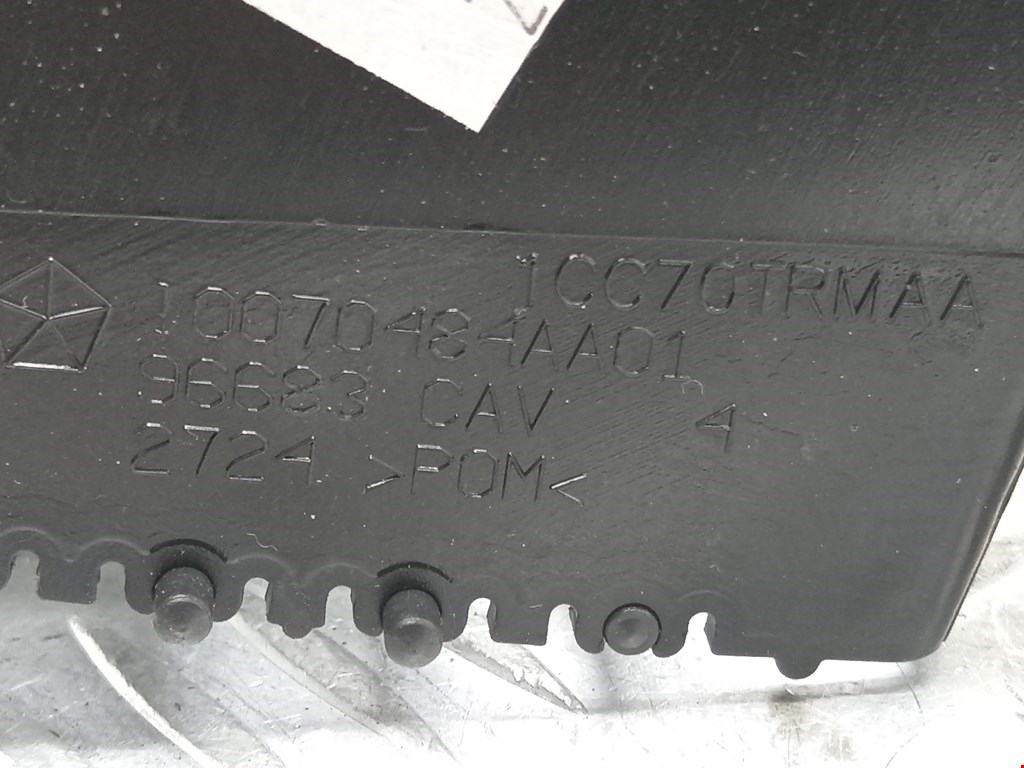 1CC70TRMAA
10070484AA01
96683 CAV 4
2724 >POM<